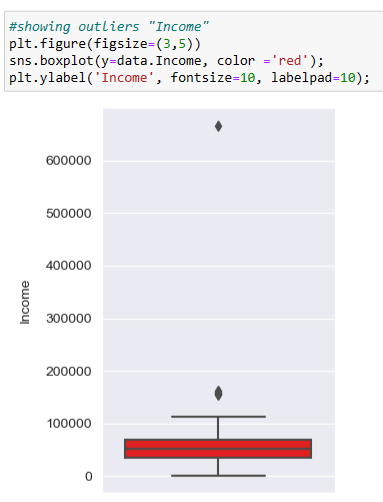 #showing outliers "Income"
plt.figure(figsize=(3,5))
sns.boxplot(y=data.Income, color ='red');
plt.ylabel('Income', fontsize=10, labelpad=10);
600000
500000
400000
Income
300000
200000
100000
0